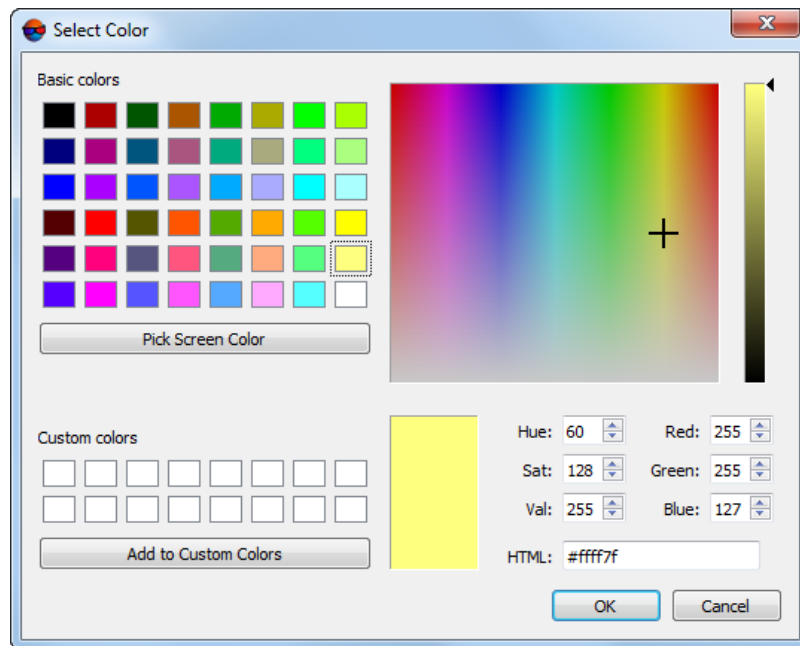 Select Color
Basic colors
Pick Screen Color
Custom colors
Add to Custom Colors
Hue: 60 Red: 255
Sat: 128 Green: 255
Val: 255 Blue: 127
HTML: #ffff7f
OK Cancel